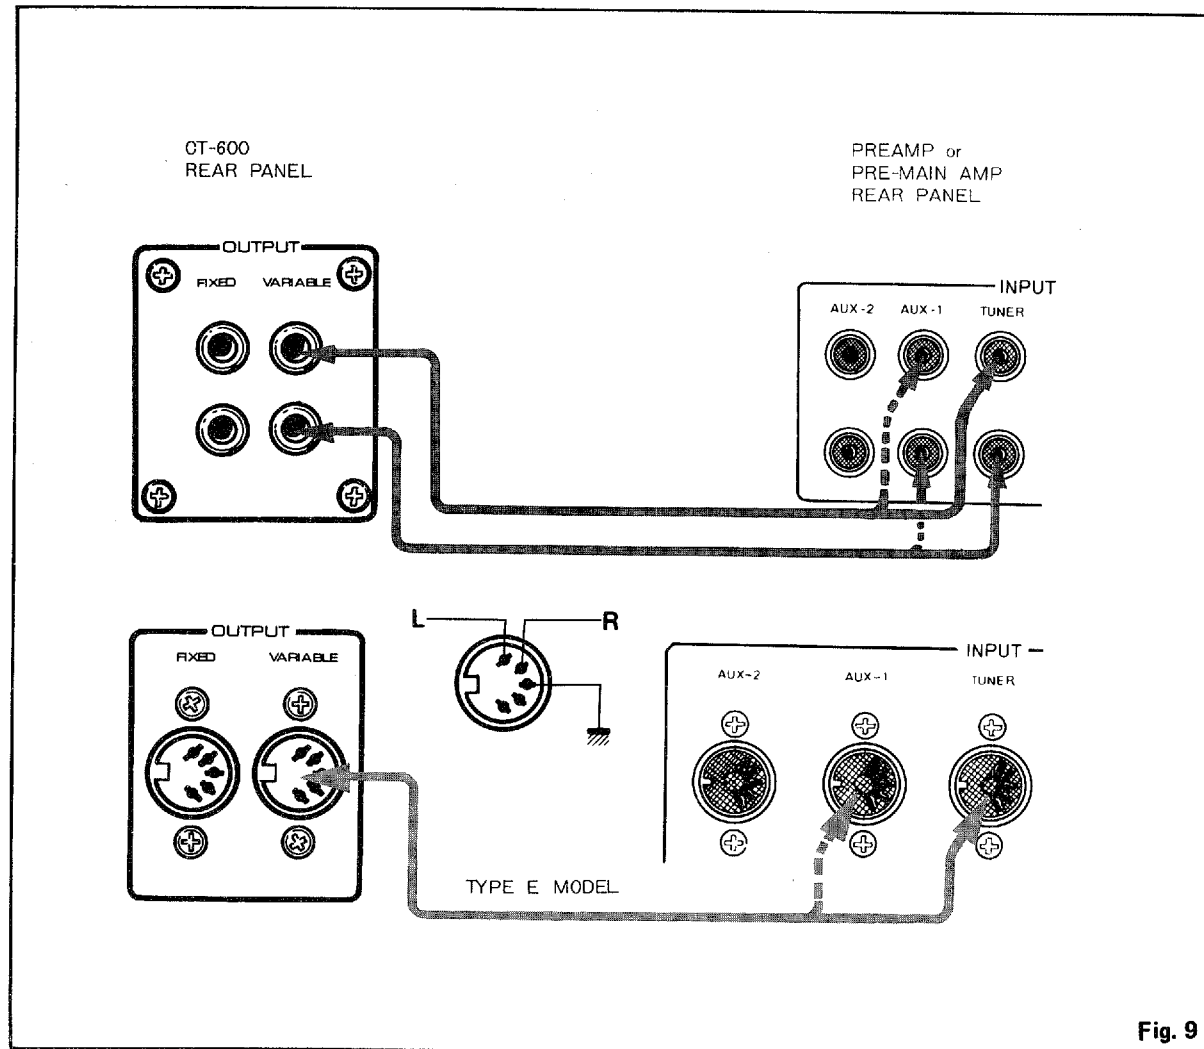 CT-600
REAR PANEL
PREAMP or
PRE-MAIN AMP
REAR PANEL
OUTPUT
FIXED VARIABLE
INPUT
AUX-2 AUX-1 TUNER
L R
OUTPUT
FIXED VARIABLE
INPUT
AUX-2 AUX-1 TUNER
TYPE E MODEL
Fig. 9